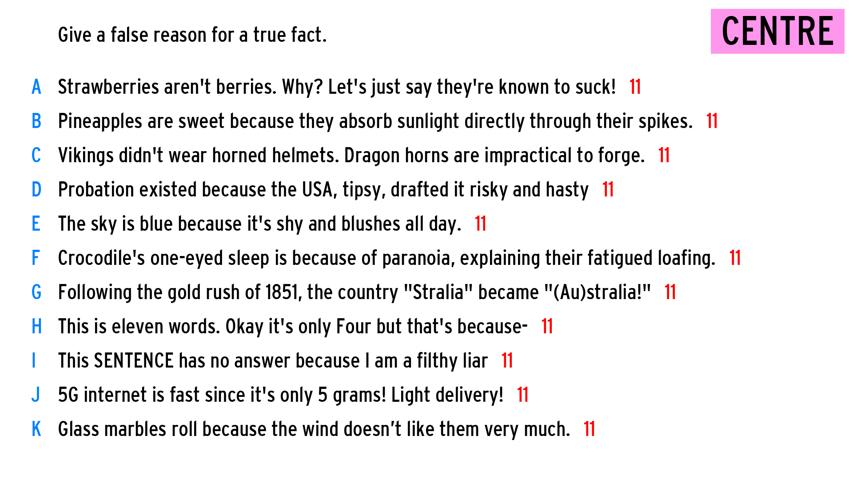 Give a false reason for a true fact.
CENTRE
A Strawberries aren't berries. Why? Let's just say they're known to suck! 11
B Pineapples are sweet because they absorb sunlight directly through their spikes. 11
C Vikings didn't wear horned helmets. Dragon horns are impractical to forge. 11
D Probation existed because the USA, tipsy, drafted it risky and hasty 11
E The sky is blue because it's shy and blushes all day. 11
F Crocodile's one-eyed sleep is because of paranoia, explaining their fatigued loafing. 11
G Following the gold rush of 1851, the country "Stralia" became "(Au)stralia!" 11
H This is eleven words. Okay it's only Four but that's because- 11
I This SENTENCE has no answer because I am a filthy liar 11
J 5G internet is fast since it's only 5 grams! Light delivery! 11
K Glass marbles roll because the wind doesn’t like them very much. 11